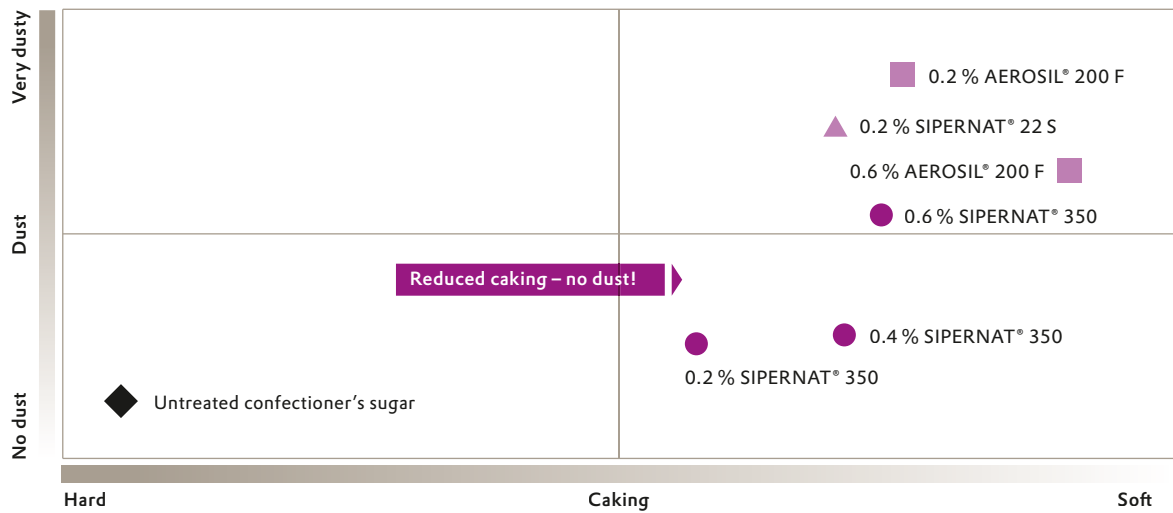 Very dusty
0.2 % AEROSIL® 200 F
0.2 % SIPERNAT® 22 S
0.6 % AEROSIL® 200 F
0.6 % SIPERNAT® 350
Dust
Reduced caking – no dust!
0.4 % SIPERNAT® 350
0.2 % SIPERNAT® 350
Untreated confectioner’s sugar
No dust
Hard
Caking
Soft